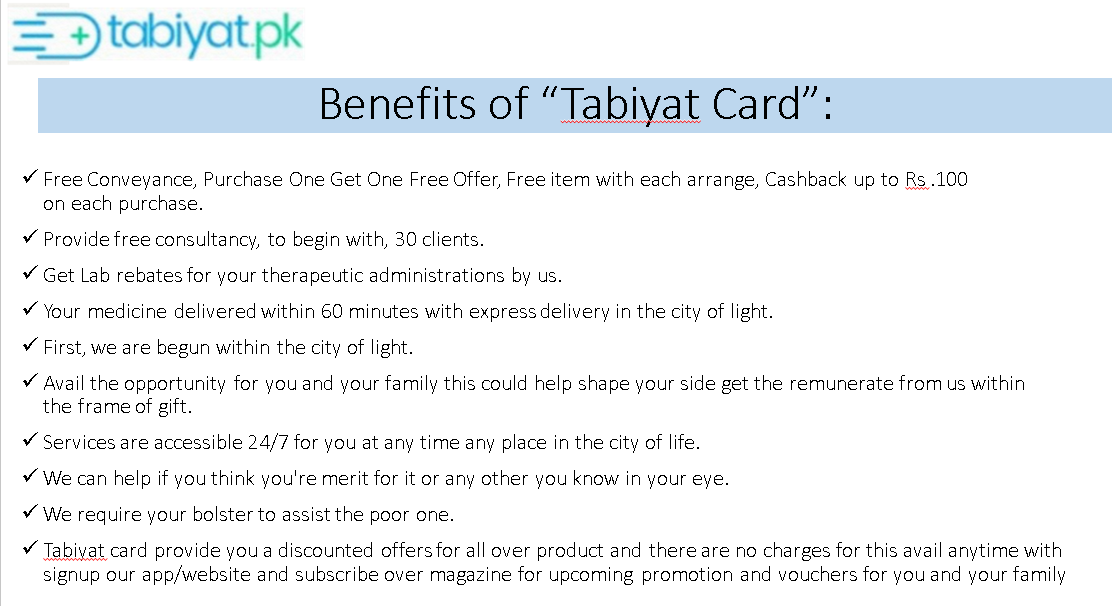 tabiyat.pk
Benefits of “Tabiyat Card”:
✓ Free Conveyance, Purchase One Get One Free Offer, Free item with each arrange, Cashback up to Rs.100
on each purchase.
✓ Provide free consultancy, to begin with, 30 clients.
✓ Get Lab rebates for your therapeutic administrations by us.
✓ Your medicine delivered within 60 minutes with express delivery in the city of light.
✓ First, we are begun within the city of light.
✓ Avail the opportunity for you and your family this could help shape your side get the remunerate from us within
the frame of gift.
✓ Services are accessible 24/7 for you at any time any place in the city of life.
✓ We can help if you think you're merit for it or any other you know in your eye.
✓ We require your bolster to assist the poor one.
✓ Tabiyat card provide you a discounted offers for all over product and there are no charges for this avail anytime with
signup our app/website and subscribe over magazine for upcoming promotion and vouchers for you and your family